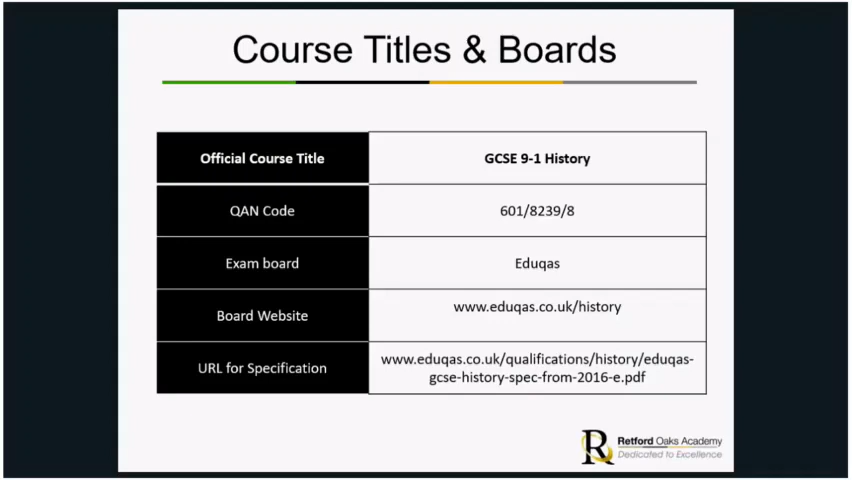 Course Titles & Boards
Official Course Title
GCSE 9-1 History
QAN Code
601/8239/8
Exam board
Eduqas
Board Website
www.eduqas.co.uk/history
URL for Specification
www.eduqas.co.uk/qualifications/history/eduqas-
gcse-history-spec-from-2016-e.pdf
R
Retford Oaks Academy
Dedicated to Excellence